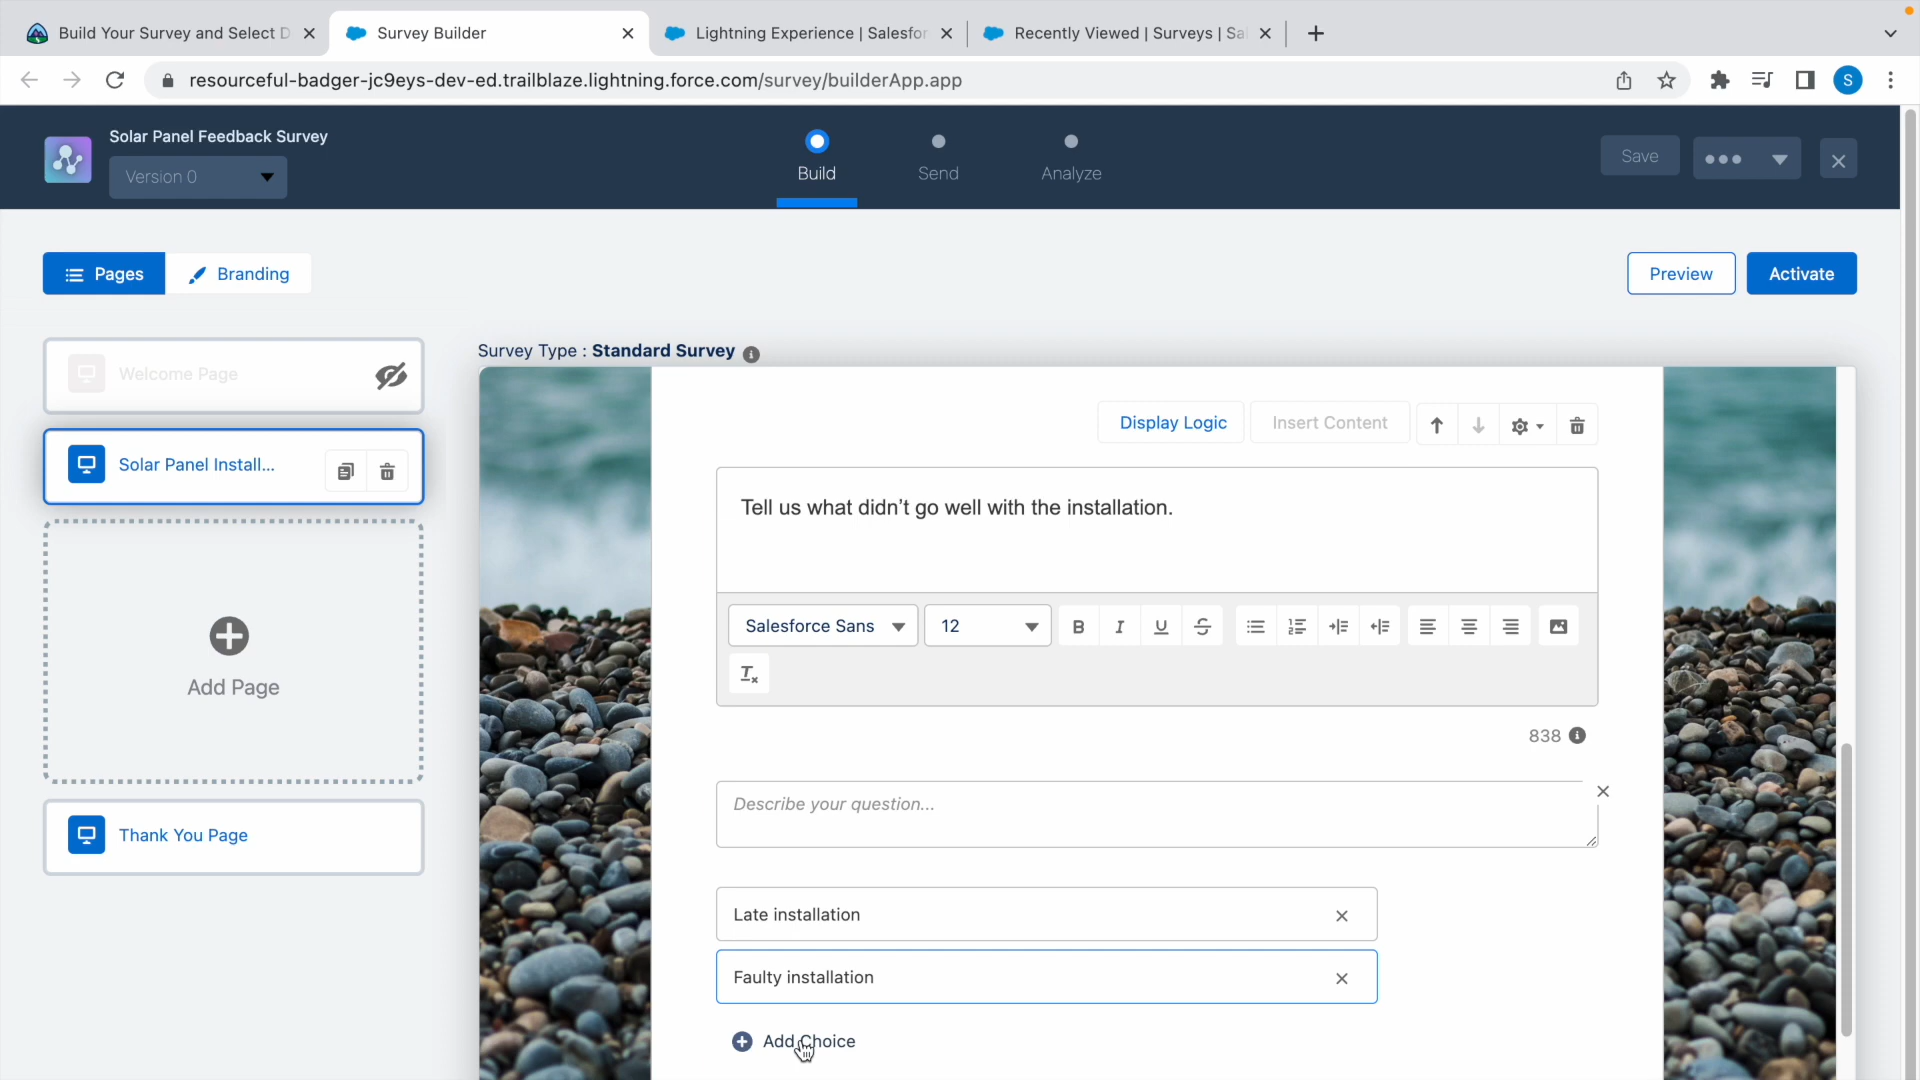 Build Your Survey and Select D
Survey Builder
Lightning Experience | Salesfor
Recently Viewed | Surveys | Sa
resourceful-badger-jc9eys-dev-ed.trailblaze.lightning.force.com/survey/builderApp.app
S
Solar Panel Feedback Survey
Version 0
Build
Send
Analyze
Save
Pages
Branding
Preview
Activate
Survey Type : Standard Survey
Welcome Page
Solar Panel Install...
Add Page
Thank You Page
Display Logic
Insert Content
Tell us what didn’t go well with the installation.
Salesforce Sans
12
B
I
U
S
838
Describe your question...
Late installation
Faulty installation
Add Choice